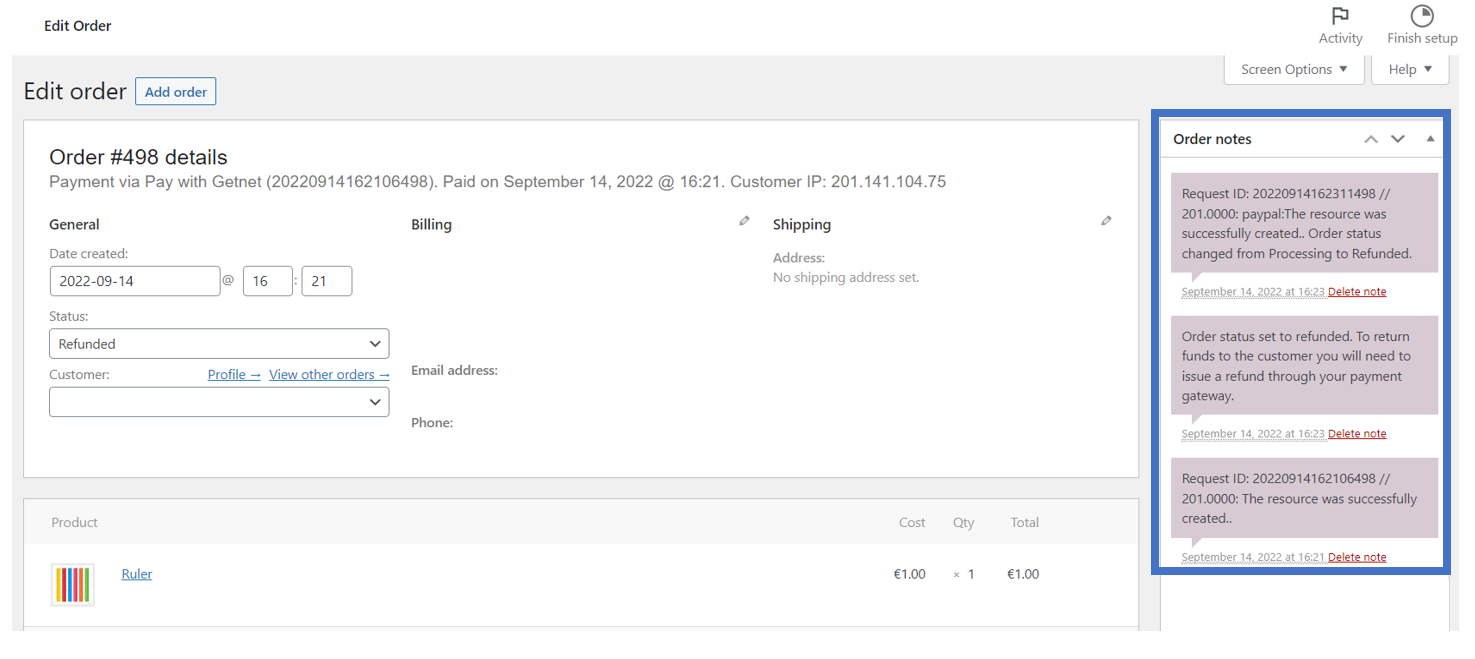 Edit Order
Activity
Finish setup
Screen Options ▼
Help ▼
Edit order
Add order
Order #498 details
Payment via Pay with Getnet (20220914162106498). Paid on September 14, 2022 @ 16:21. Customer IP: 201.141.104.75
General
Date created:
2022-09-14 @ 16 : 21
Status:
Refunded
Customer: Profile → View other orders →
Billing
Email address:
Phone:
Shipping
Address:
No shipping address set.
Product Cost Qty Total
Ruler €1.00 × 1 €1.00
Order notes
Request ID: 20220914162311498 //
201.0000: paypal:The resource was
successfully created.. Order status
changed from Processing to Refunded.
September 14, 2022 at 16:23 Delete note
Order status set to refunded. To return
funds to the customer you will need to
issue a refund through your payment
gateway.
September 14, 2022 at 16:23 Delete note
Request ID: 20220914162106498 //
201.0000: The resource was successfully
created..
September 14, 2022 at 16:21 Delete note